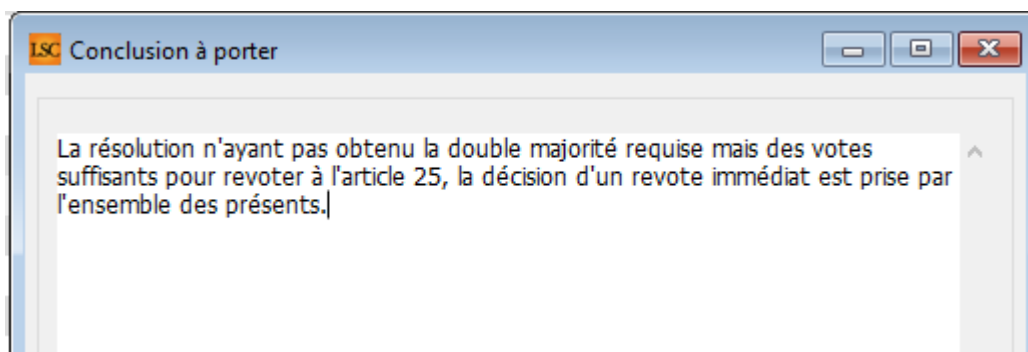 LSC Conclusion à porter
La résolution n'ayant pas obtenu la double majorité requise mais des votes
suffisants pour revoter à l'article 25, la décision d'un revote immédiat est prise par
l'ensemble des présents.